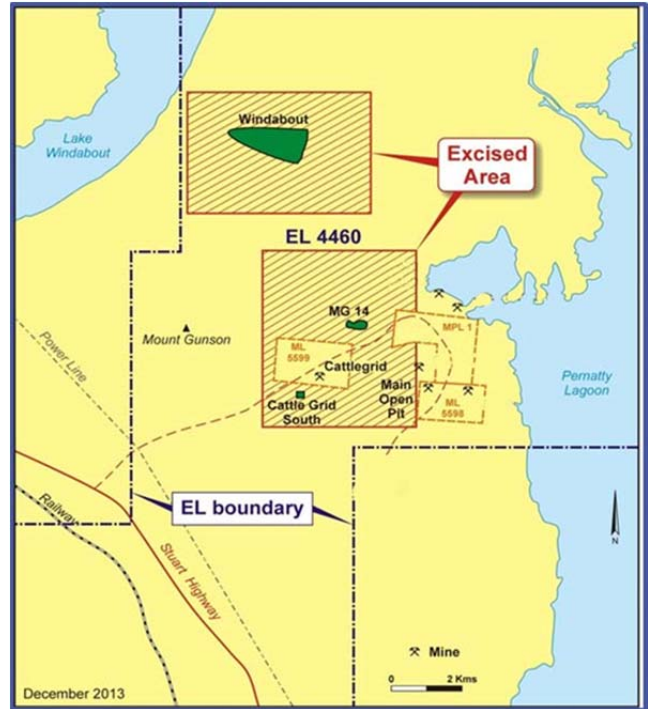 Windabout
Lake
Windabout
Excised
Area
EL 4460
MG 14
MPL 1
Mount Gunson
ML
5599
Cattlegrid
Power Line
Main
Open
Pit
ML
5598
Cattle Grid
South
Pernatty
Lagoon
EL boundary
Railway
Stuart Highway
N
Mine
2 Kms
0
December 2013